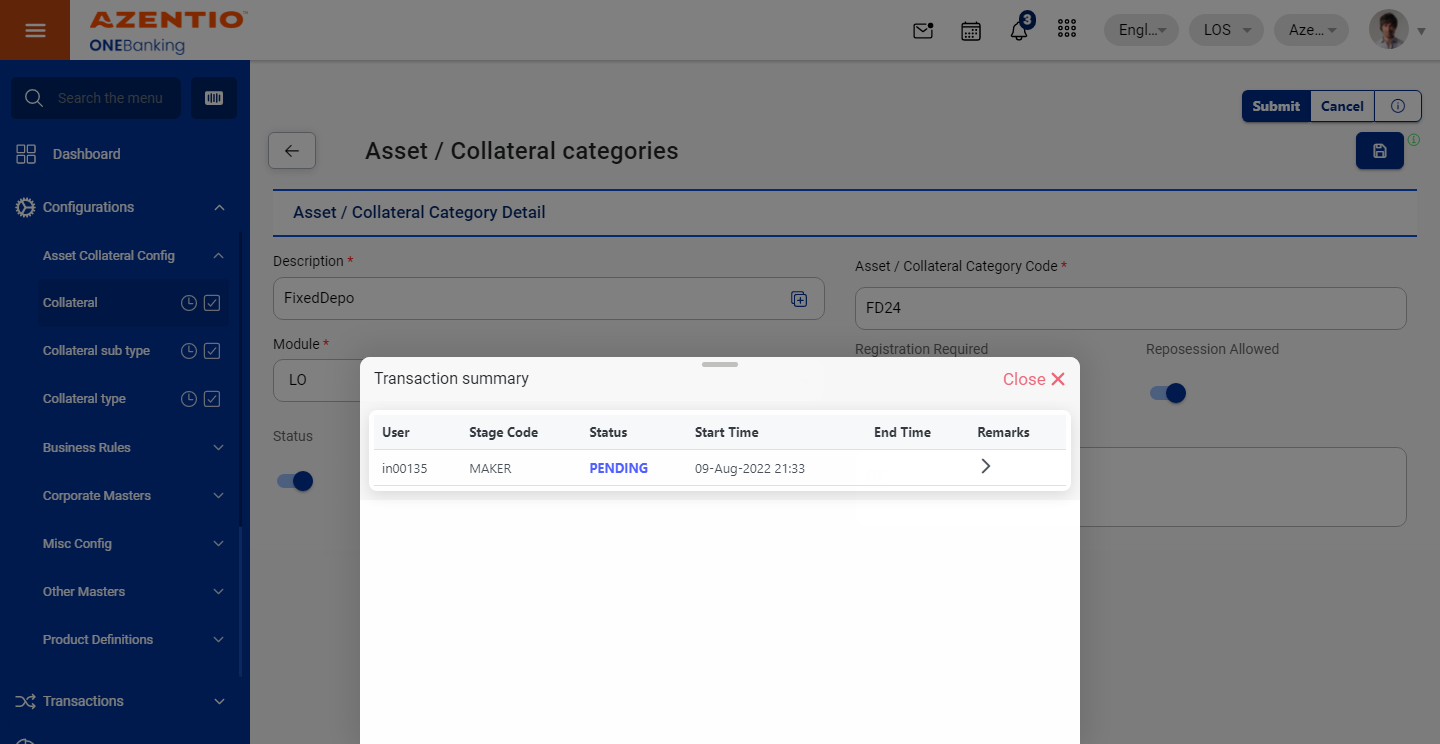 AZENTIO™
ONEBanking
3
Engl...
LOS
Aze...
Search the menu
Submit
Cancel
Dashboard
Asset / Collateral categories
Configurations
Asset / Collateral Category Detail
Asset Collateral Config
Description *
Asset / Collateral Category Code *
Collateral
FixedDepo
FD24
Module *
Registration Required
Reposession Allowed
Collateral sub type
LO
Transaction summary
Close
Collateral type
Status
User
Stage Code
Status
Start Time
End Time
Remarks
Business Rules
in00135
MAKER
PENDING
09-Aug-2022 21:33
Corporate Masters
Misc Config
Other Masters
Product Definitions
Transactions